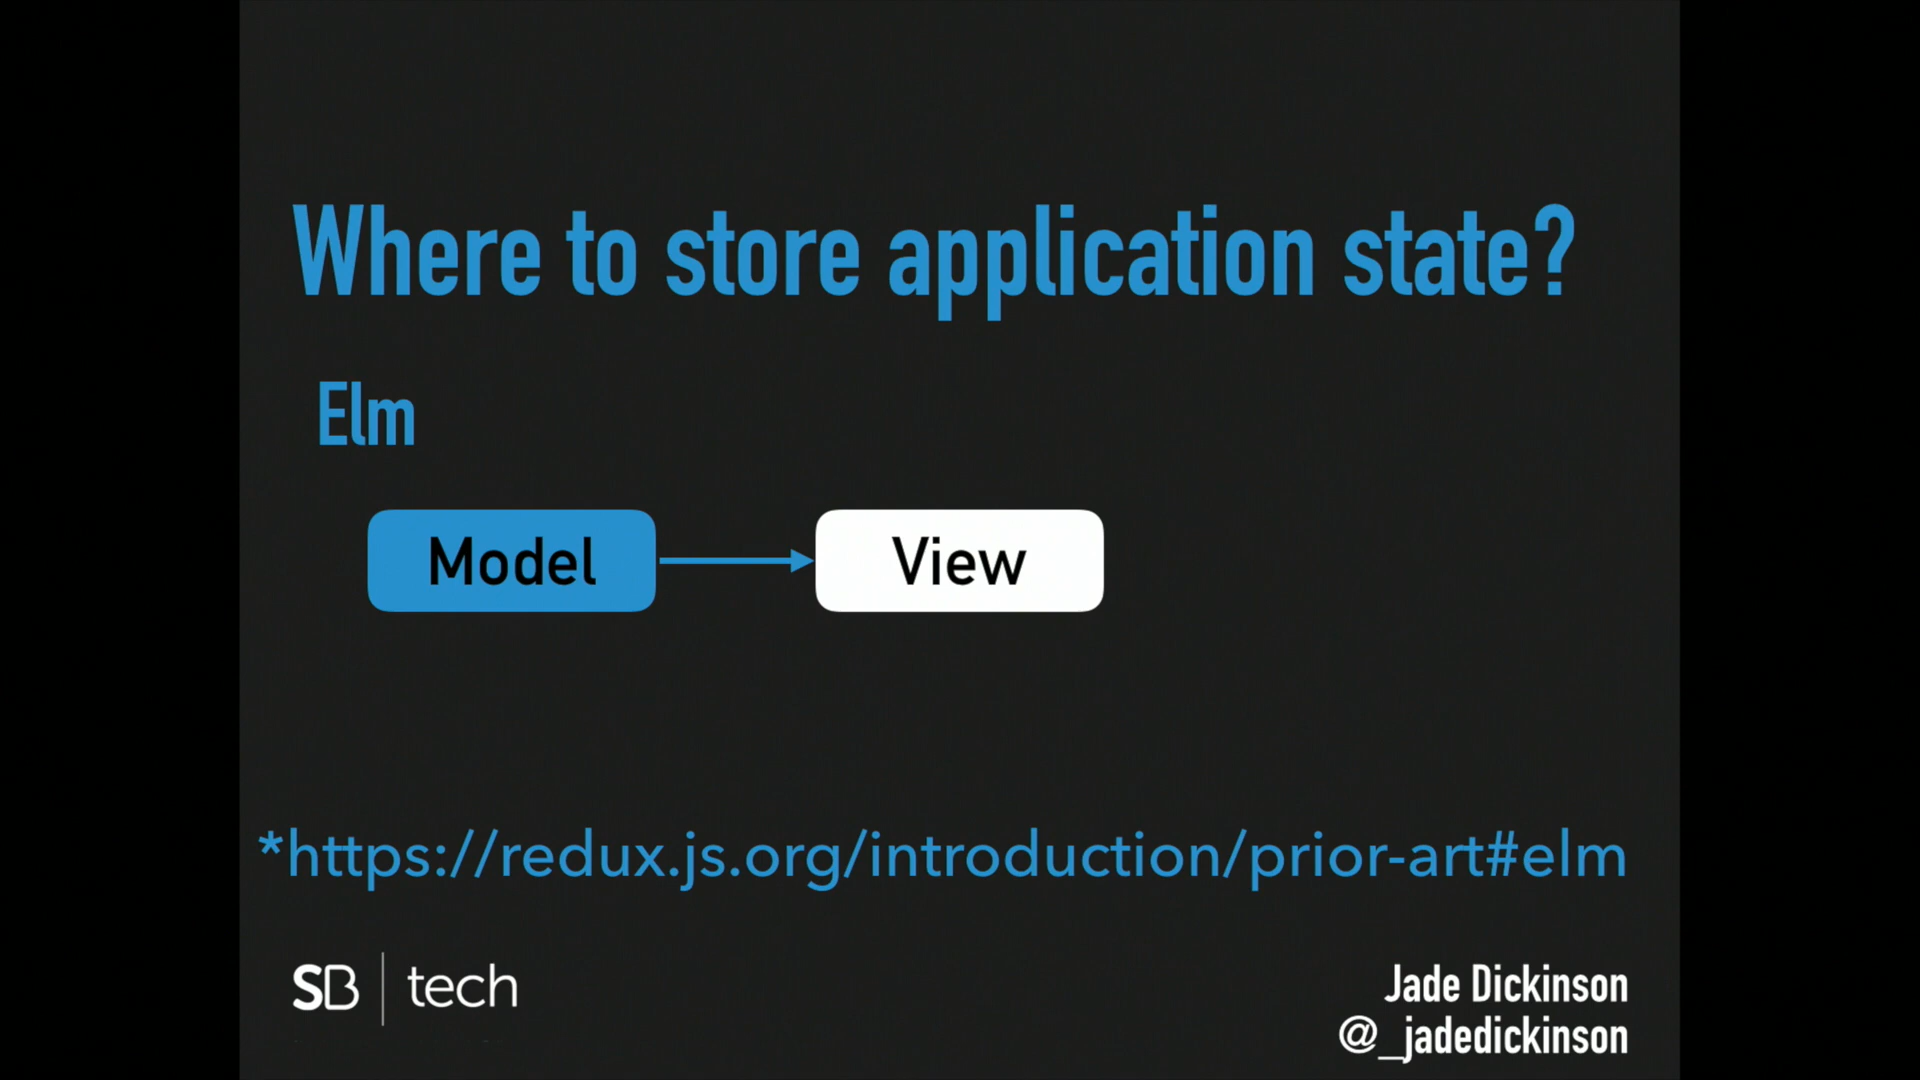 Where to store application state?
Elm
Model
View
*https://redux.js.org/introduction/prior-art#elm
SB | tech
Jade Dickinson
@_jadedickinson